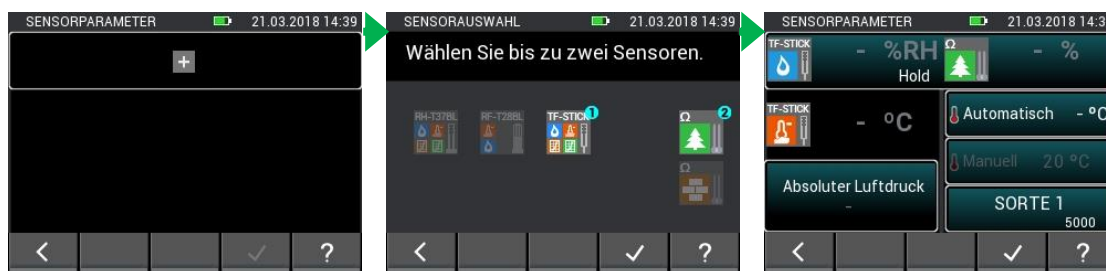 SENSORPARAMETER 21.03.2018 14:39
+
?
SENSORAUSWAHL 21.03.2018 14:39
Wählen Sie bis zu zwei Sensoren.
RH-T37BL RF-T28BL TF-STICK 1 Ω 2
?
SENSORPARAMETER 21.03.2018 14:3
TF-STICK - %RH Ω - %
Hold
TF-STICK - °C Automatisch - °C
Manuell 20 °C
Absoluter Luftdruck
-
SORTE 1
5000
?